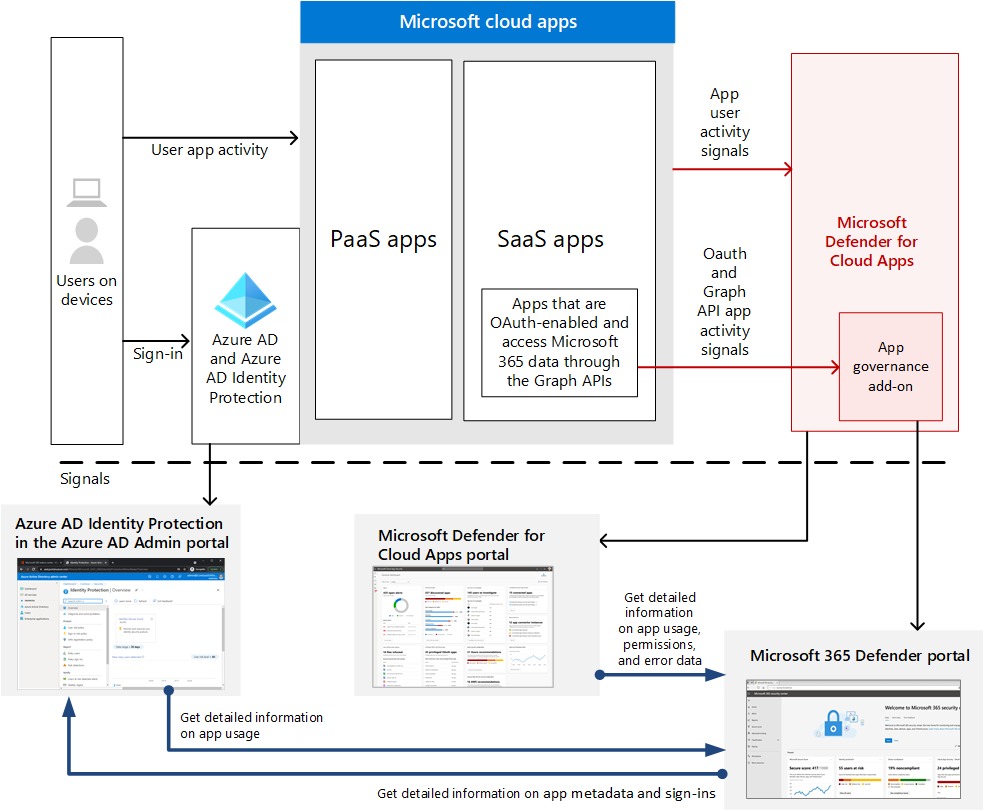 Microsoft cloud apps
User app activity
Users on
devices
Sign-in
Azure AD
and Azure
AD Identity
Protection
PaaS apps
SaaS apps
Apps that are
OAuth-enabled and
access Microsoft
365 data through
the Graph APIs
App
user
activity
signals
Oauth
and
Graph
API app
activity
signals
Microsoft
Defender for
Cloud Apps
App
governance
add-on
Signals
Azure AD Identity Protection
in the Azure AD Admin portal
Identity Protection | Overview
Microsoft Defender for
Cloud Apps portal
Get detailed
information
on app usage,
permissions,
and error data
Microsoft 365 Defender portal
Welcome to Microsoft 365 security
Get detailed information
on app usage
Get detailed information on app metadata and sign-ins